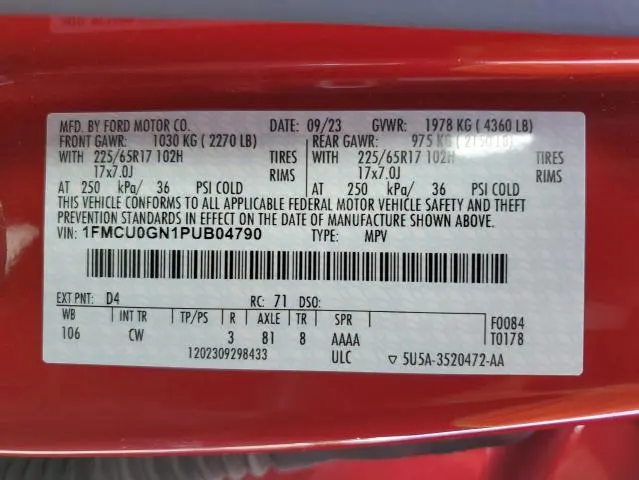 MFD. BY FORD MOTOR CO. DATE: 09/23 GVWR: 1978 KG ( 4360 LB)
FRONT GAWR: 1030 KG ( 2270 LB) REAR GAWR: 975 KG ( 2150 LB)
WITH 225/65R17 102H TIRES WITH 225/65R17 102H TIRES
17x7.0J RIMS 17x7.0J RIMS
AT 250 kPa/ 36 PSI COLD AT 250 kPa/ 36 PSI COLD
THIS VEHICLE CONFORMS TO ALL APPLICABLE FEDERAL MOTOR VEHICLE SAFETY AND THEFT
PREVENTION STANDARDS IN EFFECT ON THE DATE OF MANUFACTURE SHOWN ABOVE.
VIN: 1FMCU0GN1PUB04790 TYPE: MPV
EXT PNT: D4 RC: 71 DSO:
WB INT TR TP/PS R AXLE TR SPR F0084
106 CW 3 81 8 AAAA T0178
1202309298433 ULC ▽ 5U5A-3520472-AA